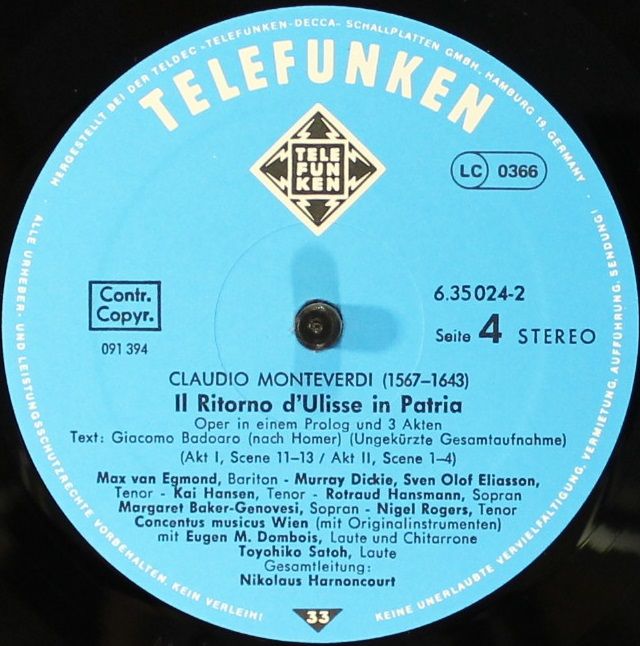 HERGESTELLT BEI DER TELDEC »TELEFUNKEN-DECCA« SCHALLPLATTEN GMBH, HAMBURG 19, GERMANY
TELEFUNKEN
TELE
FUN
KEN
LC 0366
Contr.
Copyr.
091 394
6.35 024-2
Seite 4 STEREO
CLAUDIO MONTEVERDI (1567–1643)
Il Ritorno d'Ulisse in Patria
Oper in einem Prolog und 3 Akten
Text: Giacomo Badoaro (nach Homer) (Ungekürzte Gesamtaufnahme)
(Akt I, Scene 11–13 / Akt II, Scene 1–4)
Max van Egmond, Bariton - Murray Dickie, Sven Olof Eliasson,
Tenor - Kai Hansen, Tenor - Rotraud Hansmann, Sopran
Margaret Baker-Genovesi, Sopran - Nigel Rogers, Tenor
Concentus musicus Wien (mit Originalinstrumenten)
mit Eugen M. Dombois, Laute und Chitarrone
Toyohiko Satoh, Laute
Gesamtleitung:
Nikolaus Harnoncourt
33
ALLE URHEBER- UND LEISTUNGSSCHUTZRECHTE VORBEHALTEN. KEIN VERLEIH!
KEINE UNERLAUBTE VERVIELFÄLTIGUNG, VERMIETUNG, AUFFÜHRUNG, SENDUNG!